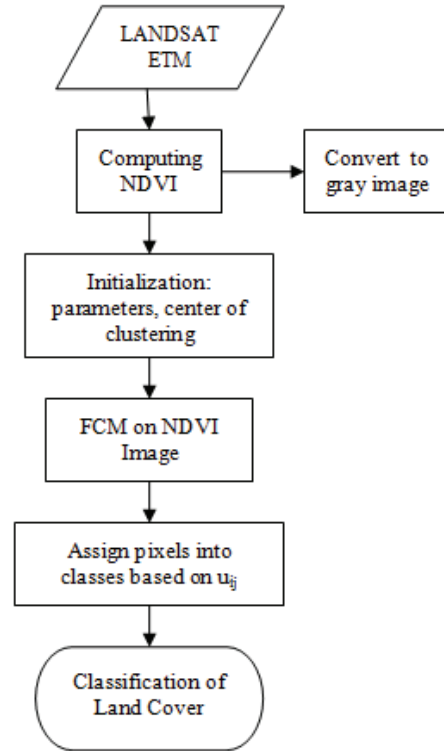 LANDSAT
ETM
Computing
NDVI
Convert to
gray image
Initialization:
parameters, center of
clustering
FCM on NDVI
Image
Assign pixels into
classes based on uij
Classification of
Land Cover